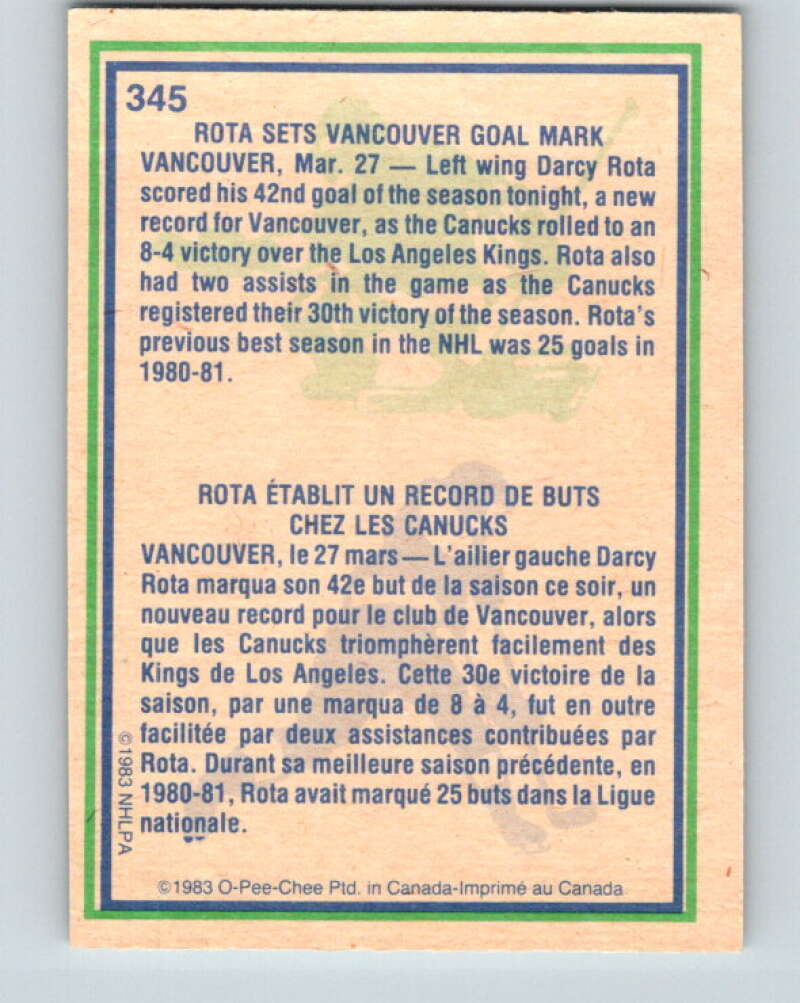 345
ROTA SETS VANCOUVER GOAL MARK
VANCOUVER, Mar. 27 — Left wing Darcy Rota
scored his 42nd goal of the season tonight, a new
record for Vancouver, as the Canucks rolled to an
8-4 victory over the Los Angeles Kings. Rota also
had two assists in the game as the Canucks
registered their 30th victory of the season. Rota's
previous best season in the NHL was 25 goals in
1980-81.
ROTA ÉTABLIT UN RECORD DE BUTS
CHEZ LES CANUCKS
VANCOUVER, le 27 mars — L'ailier gauche Darcy
Rota marqua son 42e but de la saison ce soir, un
nouveau record pour le club de Vancouver, alors
que les Canucks triomphèrent facilement des
Kings de Los Angeles. Cette 30e victoire de la
saison, par une marqua de 8 à 4, fut en outre
facilitée par deux assistances contribuées par
Rota. Durant sa meilleure saison précédente, en
1980-81, Rota avait marqué 25 buts dans la Ligue
nationale.
©1983 NHLPA
©1983 O-Pee-Chee Ptd. in Canada-Imprimé au Canada